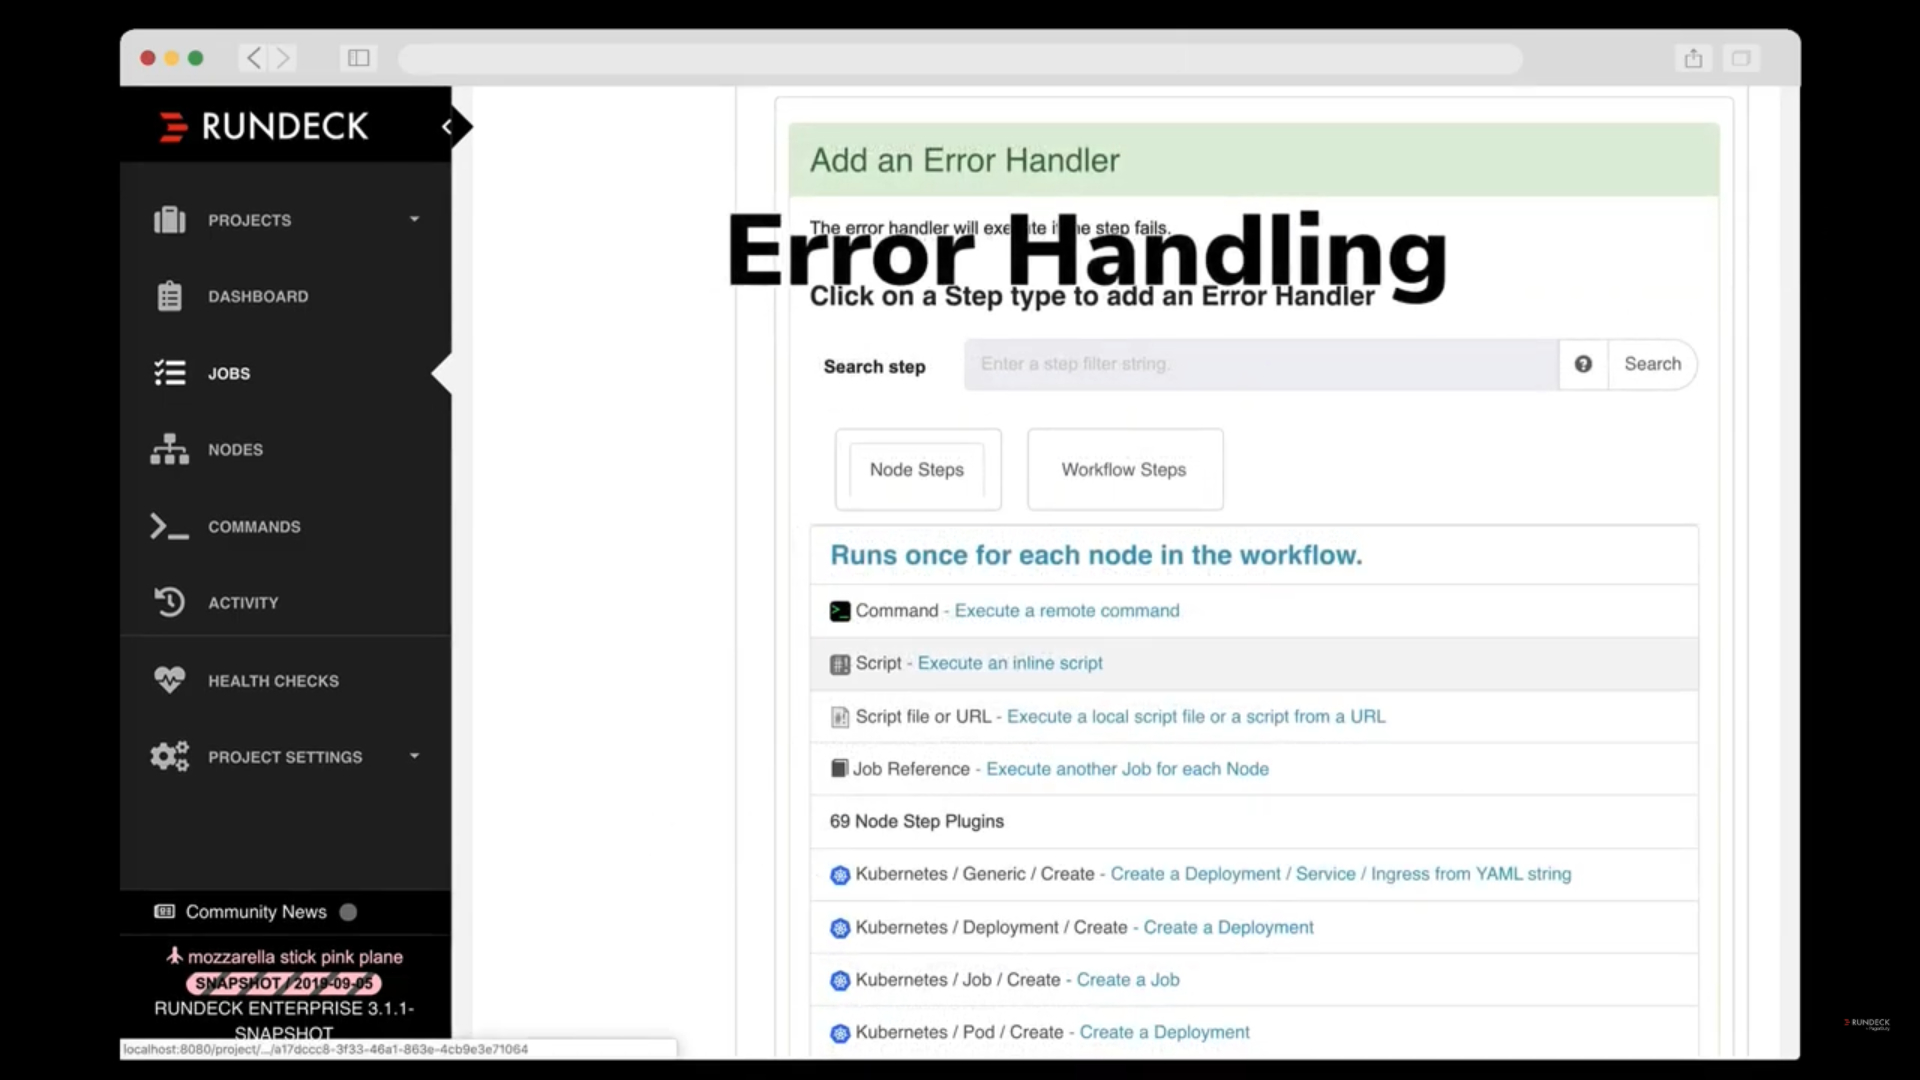 RUNDECK
PROJECTS
DASHBOARD
JOBS
NODES
COMMANDS
ACTIVITY
HEALTH CHECKS
PROJECT SETTINGS
Community News
mozzarella stick pink plane
SNAPSHOT / 2019-09-05
RUNDECK ENTERPRISE 3.1.1-
SNAPSHOT
localhost:8080/project/.../a17dccc8-3f33-46a1-863e-4cb9e3e71064
Add an Error Handler
The error handler will execute if the step fails.
Error Handling
Click on a Step type to add an Error Handler
Search step
Enter a step filter string.
Search
Node Steps
Workflow Steps
Runs once for each node in the workflow.
Command - Execute a remote command
Script - Execute an inline script
Script file or URL - Execute a local script file or a script from a URL
Job Reference - Execute another Job for each Node
69 Node Step Plugins
Kubernetes / Generic / Create - Create a Deployment / Service / Ingress from YAML string
Kubernetes / Deployment / Create - Create a Deployment
Kubernetes / Job / Create - Create a Job
Kubernetes / Pod / Create - Create a Deployment
RUNDECK